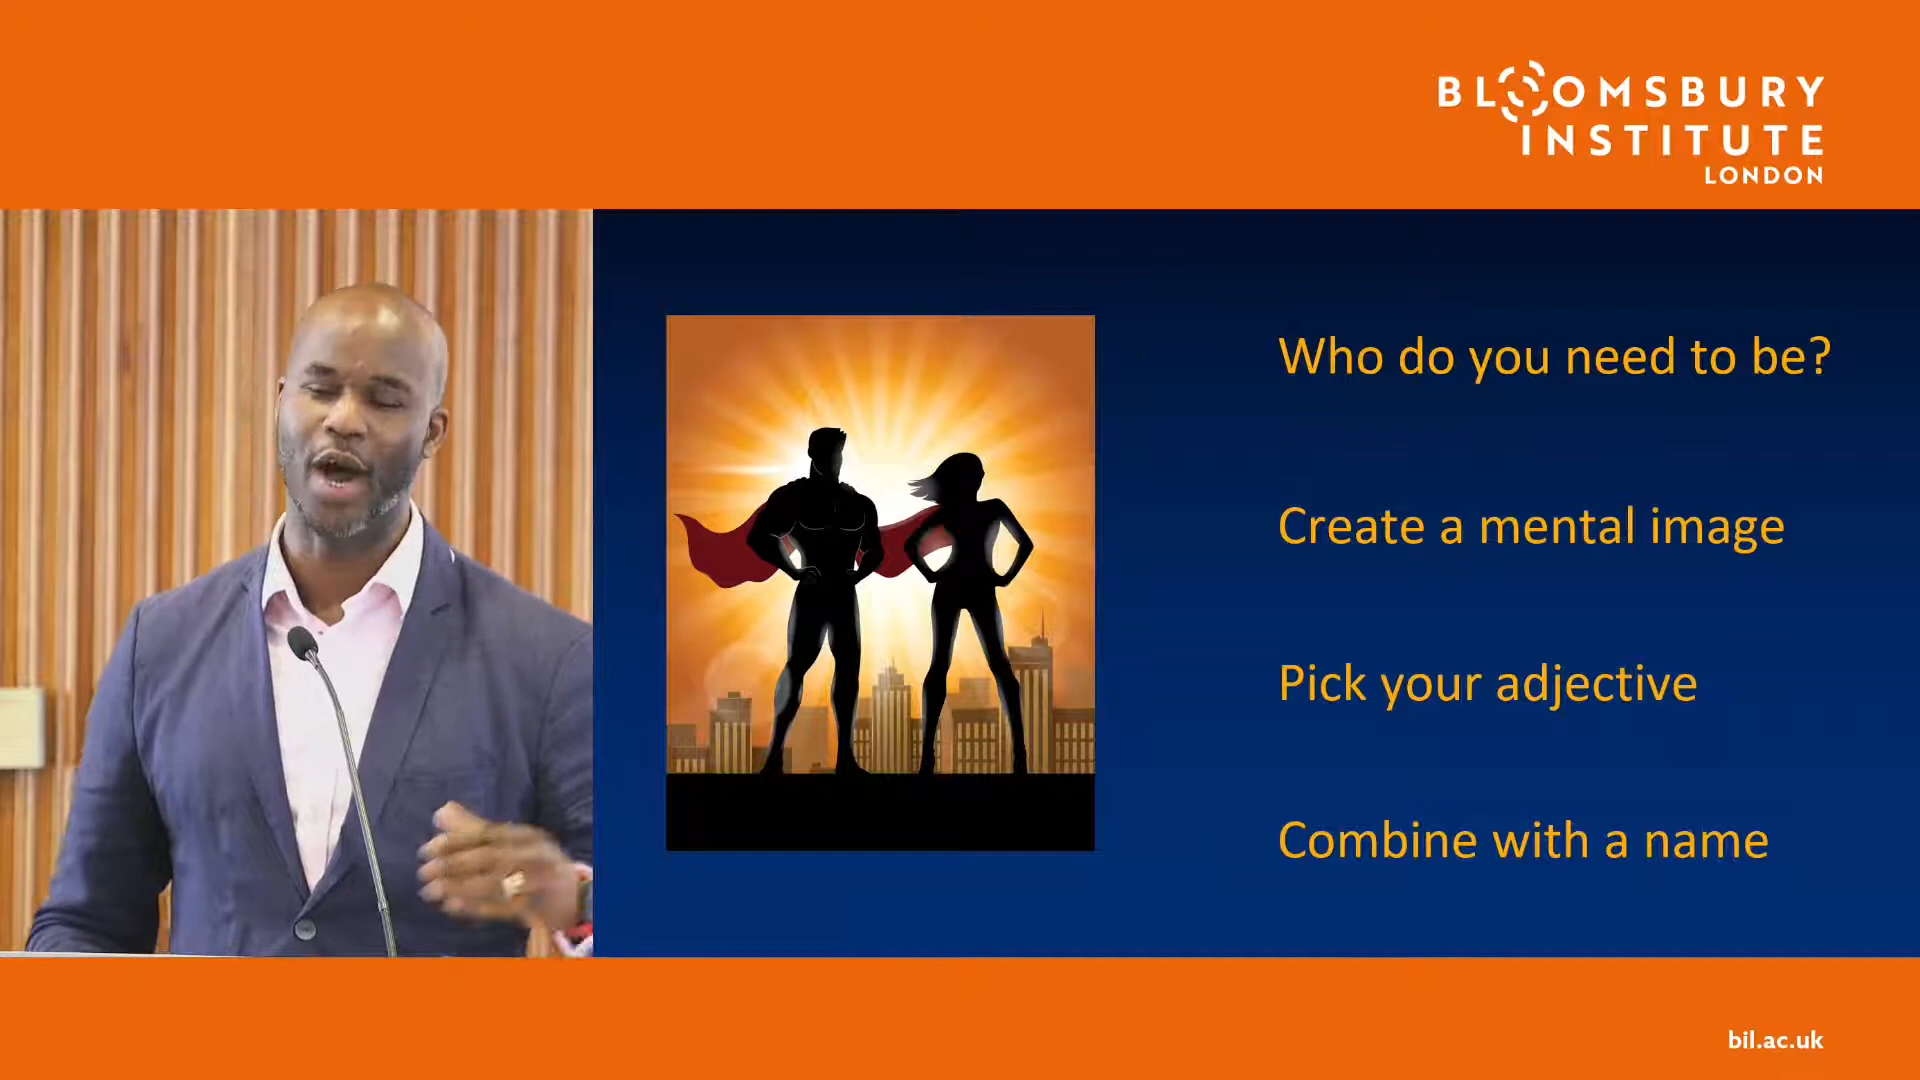 BLOOMSBURY
INSTITUTE
LONDON
Who do you need to be?
Create a mental image
Pick your adjective
Combine with a name
bil.ac.uk